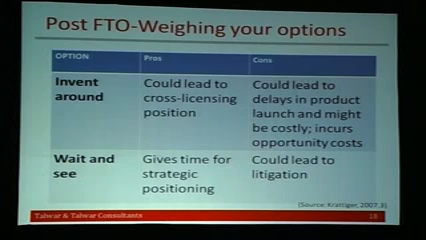 Post FTO-Weighing your options
OPTION Pros Cons
Invent around
Could lead to cross-licensing position
Could lead to delays in product launch and might be costly; incurs opportunity costs
Wait and see
Gives time for strategic positioning
Could lead to litigation
(Source: Krattiger, 2007,3)
Talwar & Talwar Consultants 18